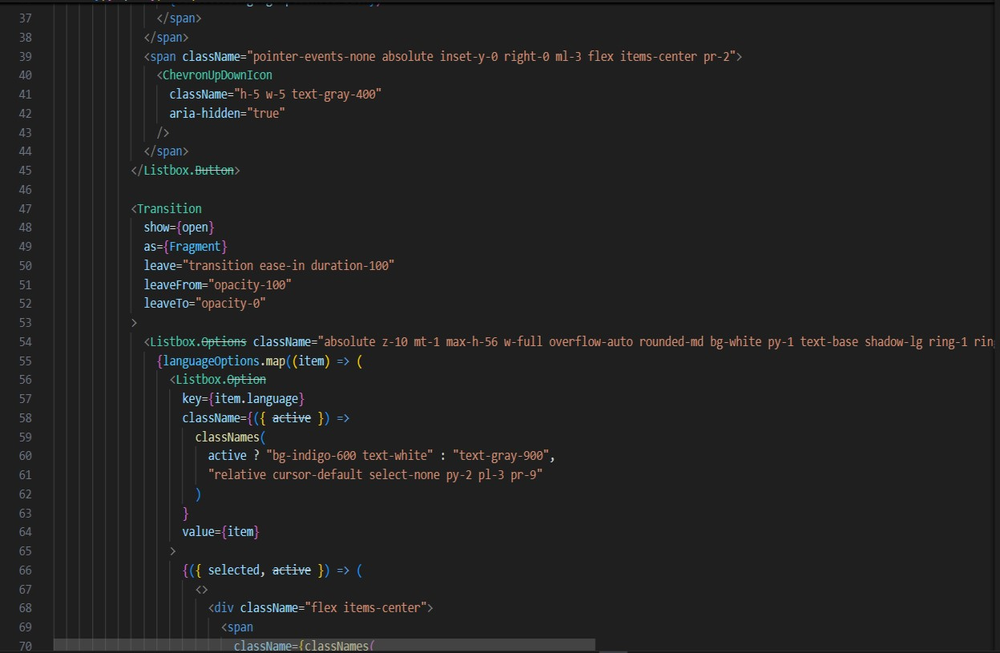 37 </span>
38 </span>
39 <span className="pointer-events-none absolute inset-y-0 right-0 ml-3 flex items-center pr-2">
40 <ChevronUpDownIcon
41 className="h-5 w-5 text-gray-400"
42 aria-hidden="true"
43 />
44 </span>
45 </Listbox.Button>
46
47 <Transition
48 show={open}
49 as={Fragment}
50 leave="transition ease-in duration-100"
51 leaveFrom="opacity-100"
52 leaveTo="opacity-0"
53 >
54 <Listbox.Options className="absolute z-10 mt-1 max-h-56 w-full overflow-auto rounded-md bg-white py-1 text-base shadow-lg ring-1 rin
55 {languageOptions.map((item) => (
56 <Listbox.Option
57 key={item.language}
58 className={({ active }) =>
59 classNames(
60 active ? "bg-indigo-600 text-white" : "text-gray-900",
61 "relative cursor-default select-none py-2 pl-3 pr-9"
62 )
63 }
64 value={item}
65 >
66 {({ selected, active }) => (
67 <>
68 <div className="flex items-center">
69 <span
70 className={classNames(